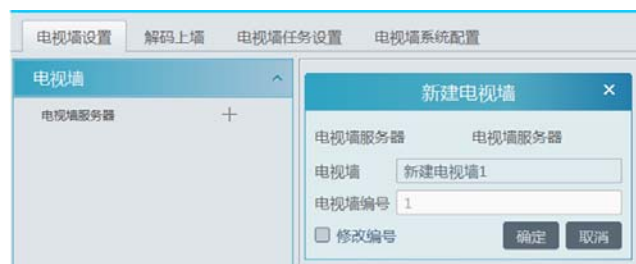 电视墙设置 解码上墙 电视墙任务设置 电视墙系统配置
电视墙
电视墙服务器
新建电视墙
电视墙服务器 电视墙服务器
电视墙 新建电视墙1
电视墙编号 1
修改编号 确定 取消